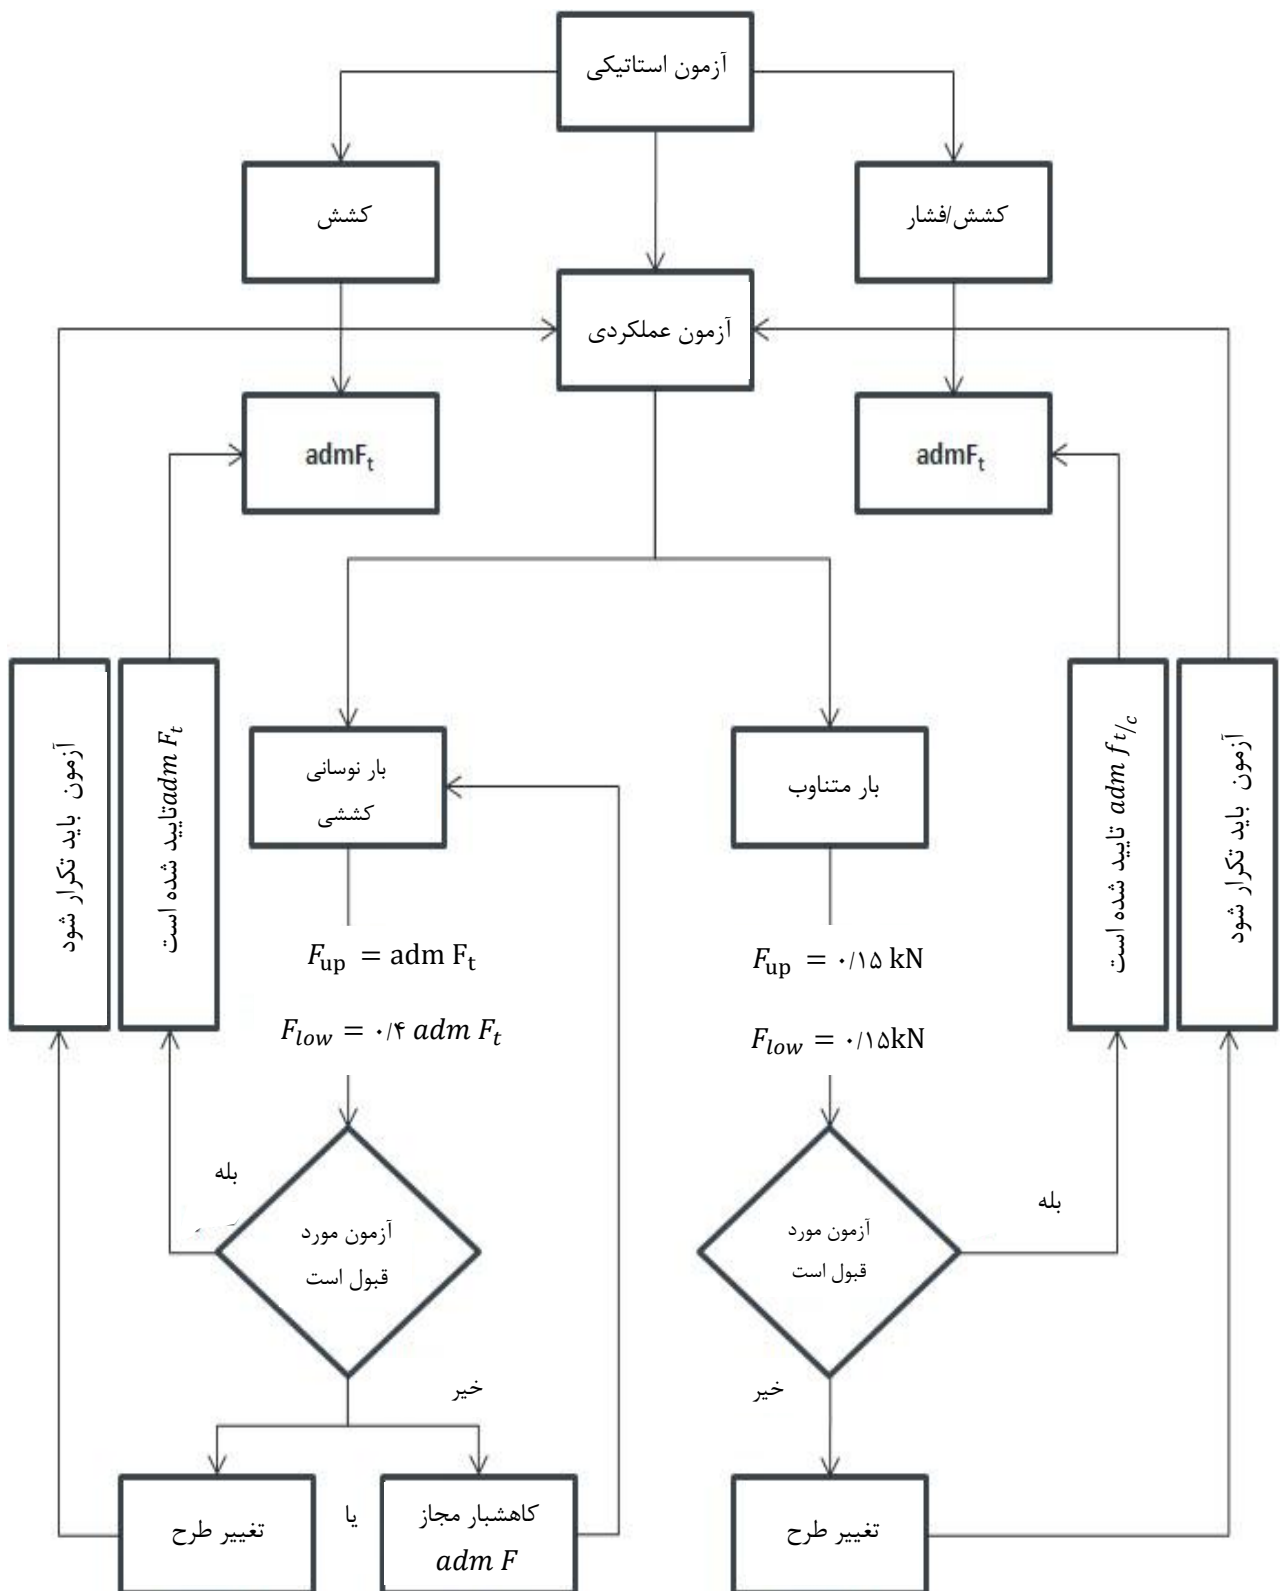 آزمون استاتیکی
کشش
کشش/فشار
آزمون عملکردی
admFt
admFt
آزمون باید تکرار شود
adm Ft تایید شده است
بار نوسانی
کششی
بار متناوب
adm f t/c تایید شده است
آزمون باید تکرار شود
Fup = adm Ft
Flow = ۰/۴ adm Ft
Fup = ۰/۱۵ kN
Flow = ۰/۱۵kN
بله
آزمون مورد
قبول است
بله
آزمون مورد
قبول است
خیر
خیر
تغییر طرح
یا
کاهشبار مجاز
adm F
تغییر طرح